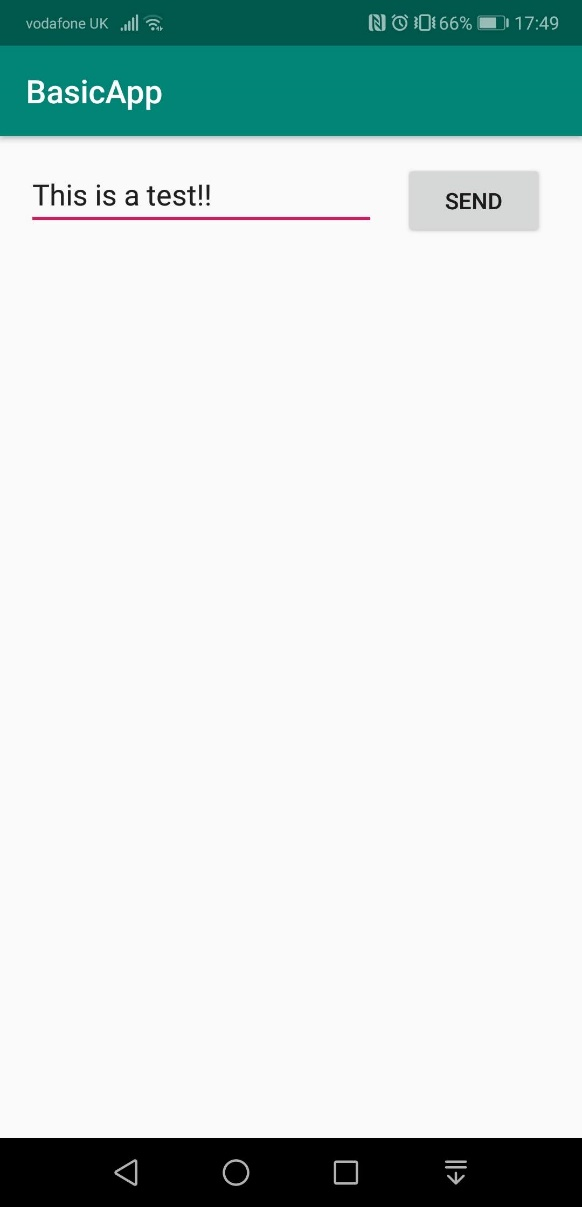 vodafone UK 66% 17:49
BasicApp
This is a test!! SEND